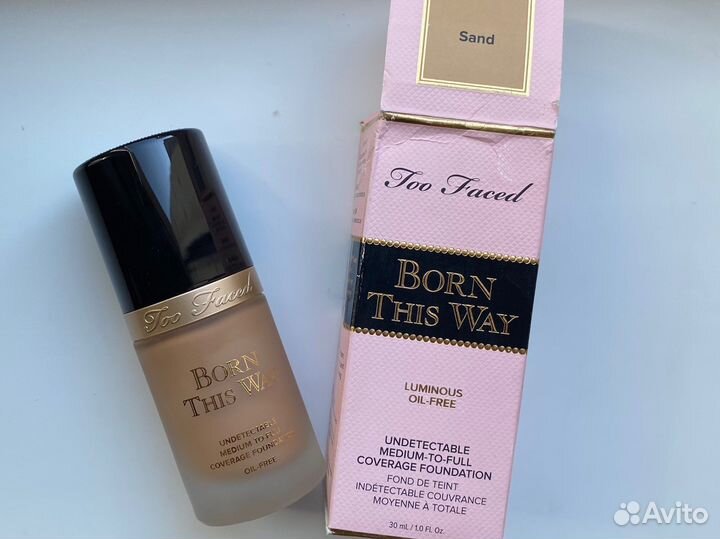 Sand
Too Faced
BORN
THIS WAY
LUMINOUS
OIL-FREE
UNDETECTABLE
MEDIUM-TO-FULL
COVERAGE FOUNDATION
FOND DE TEINT
INDÉTECTABLE COUVRANCE
MOYENNE À TOTALE
30 mL / 1.0 Fl. Oz.
Too Faced
BORN
THIS WAY
UNDETECTABLE
MEDIUM-TO-FULL
COVERAGE FOUNDATION
OIL-FREE
Avito